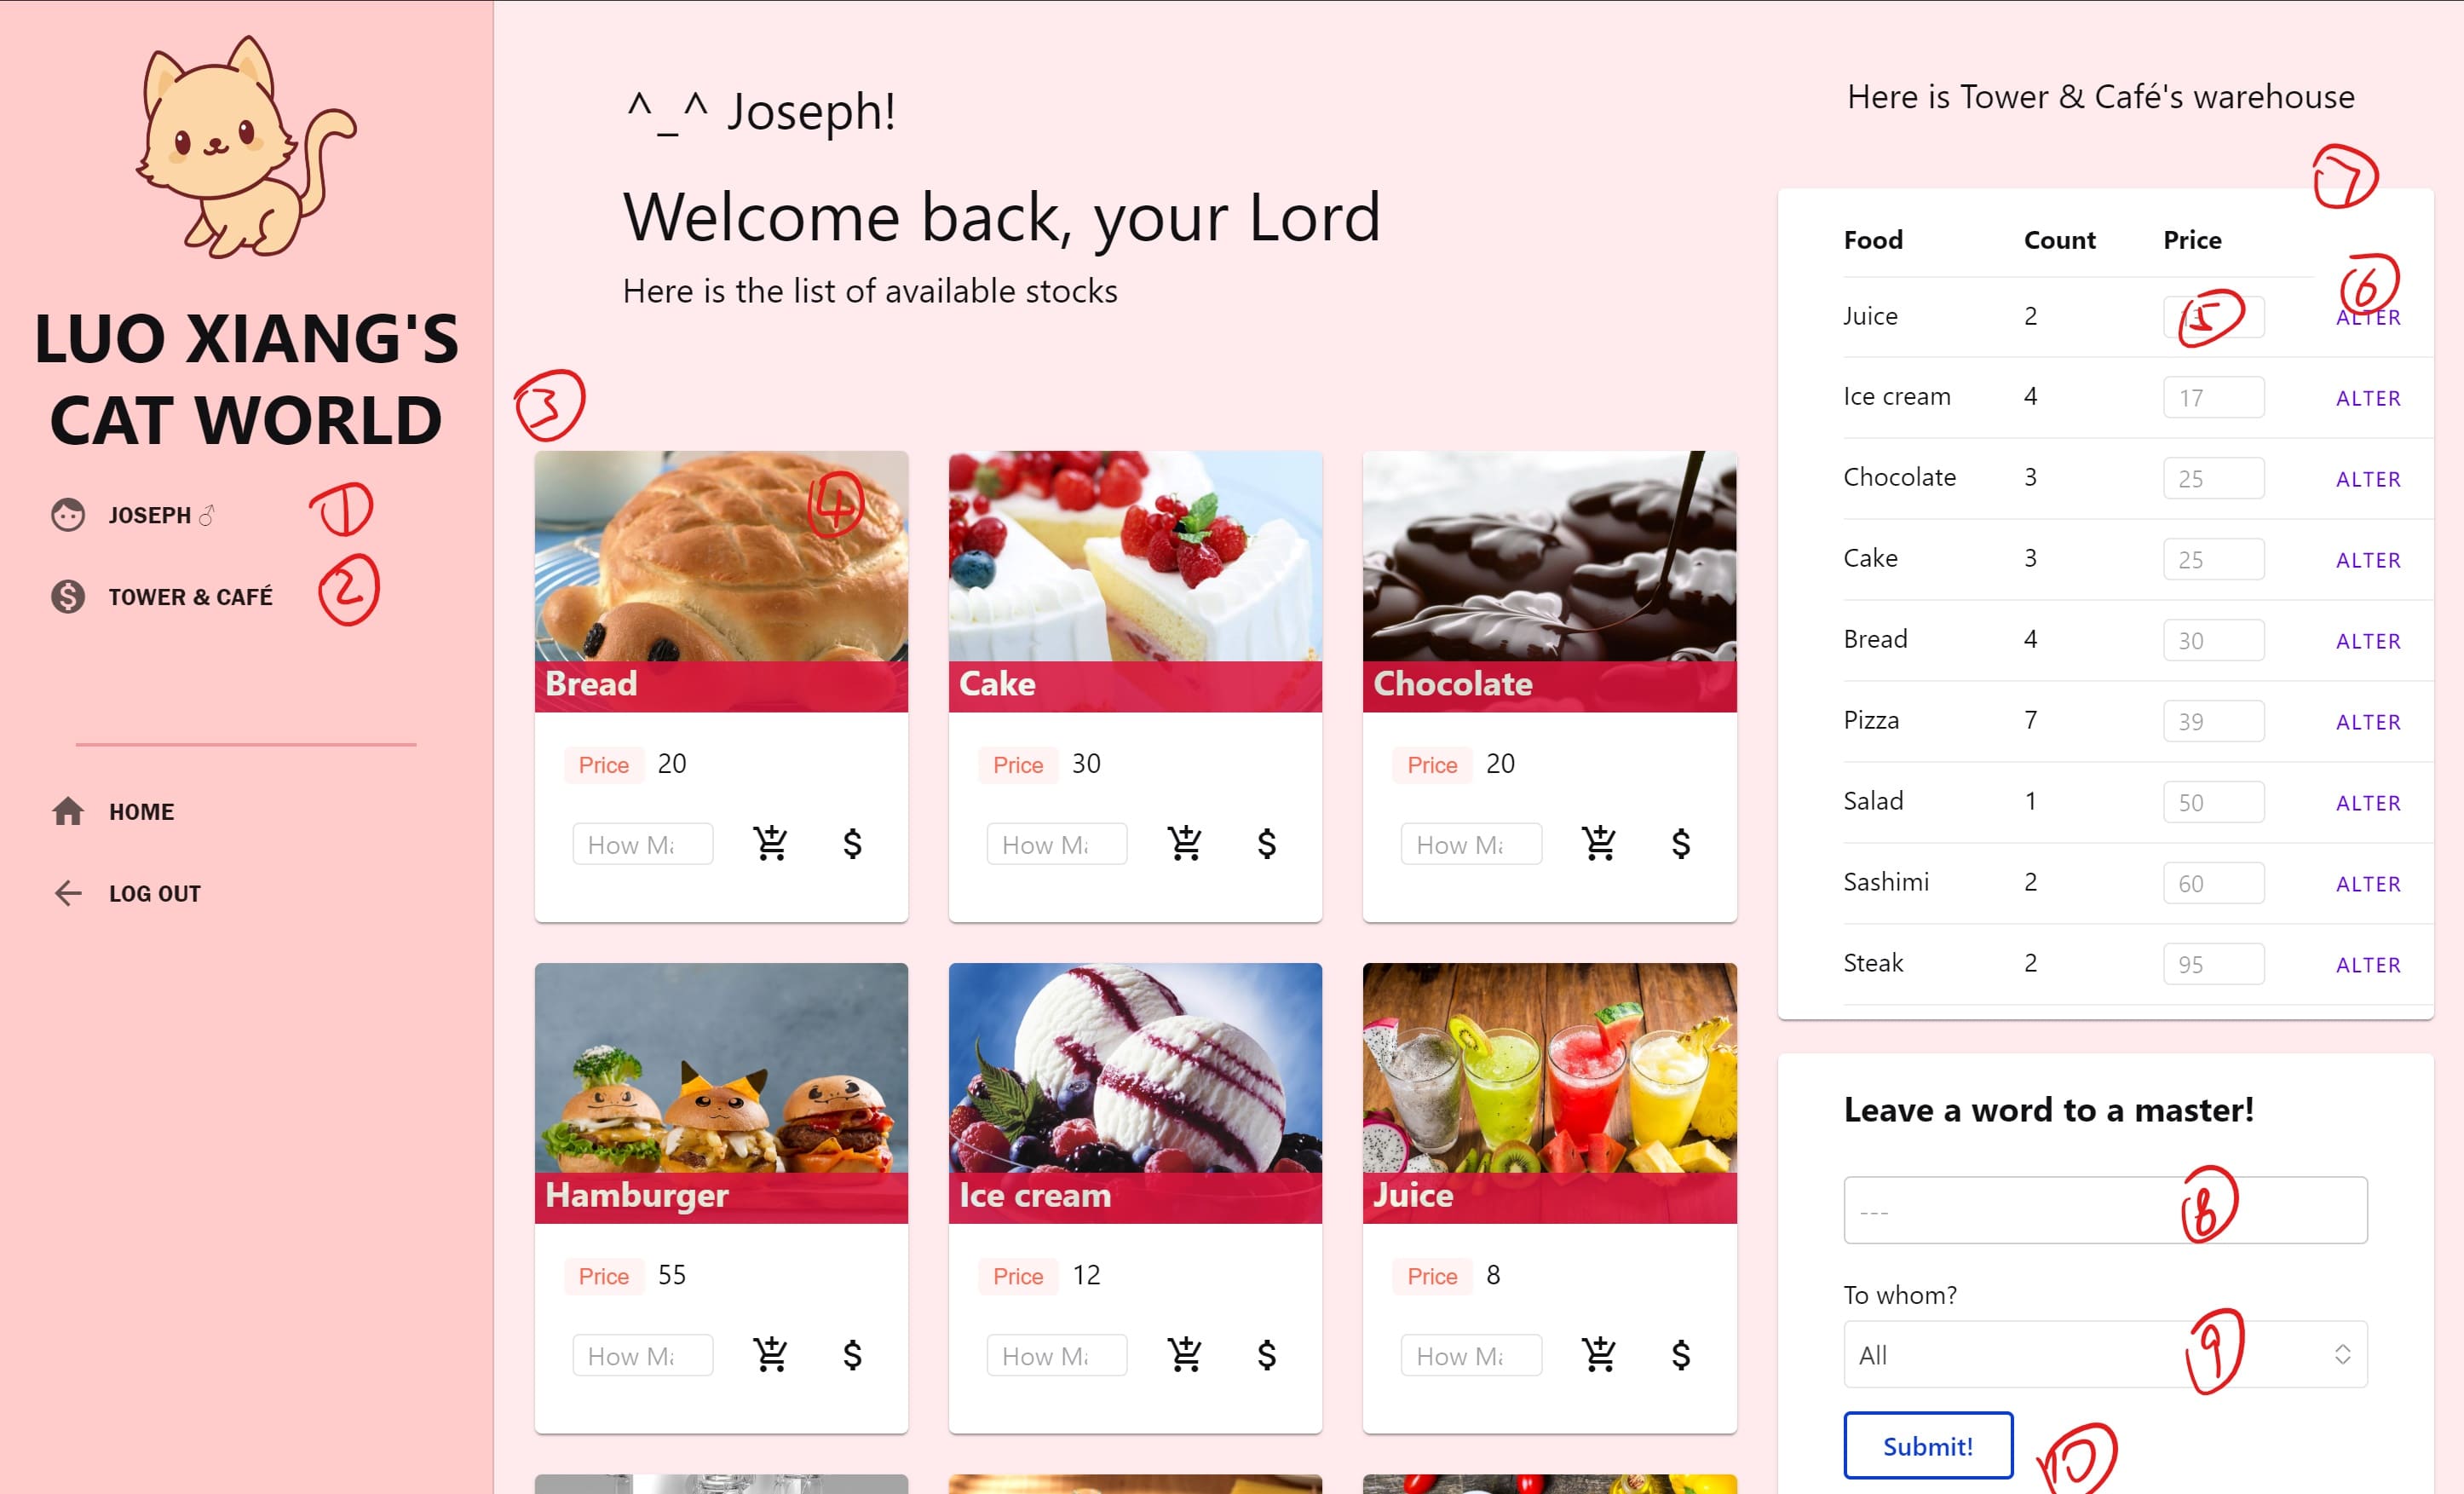 LUO XIANG'S
CAT WORLD
JOSEPH ♂ ①
TOWER & CAFÉ ②
HOME
LOG OUT
^_^ Joseph!
Welcome back, your Lord
Here is the list of available stocks
③
④
Bread
Price 20
How Ma
Cake
Price 30
How Ma
Chocolate
Price 20
How Ma
Hamburger
Price 55
How Ma
Ice cream
Price 12
How Ma
Juice
Price 8
How Ma
Here is Tower & Café's warehouse
⑦
Food Count Price
⑥
Juice 2 ⑤ ALTER
Ice cream 4 17 ALTER
Chocolate 3 25 ALTER
Cake 3 25 ALTER
Bread 4 30 ALTER
Pizza 7 39 ALTER
Salad 1 50 ALTER
Sashimi 2 60 ALTER
Steak 2 95 ALTER
Leave a word to a master!
--- ⑧
To whom?
All ⑨
Submit! ⑩